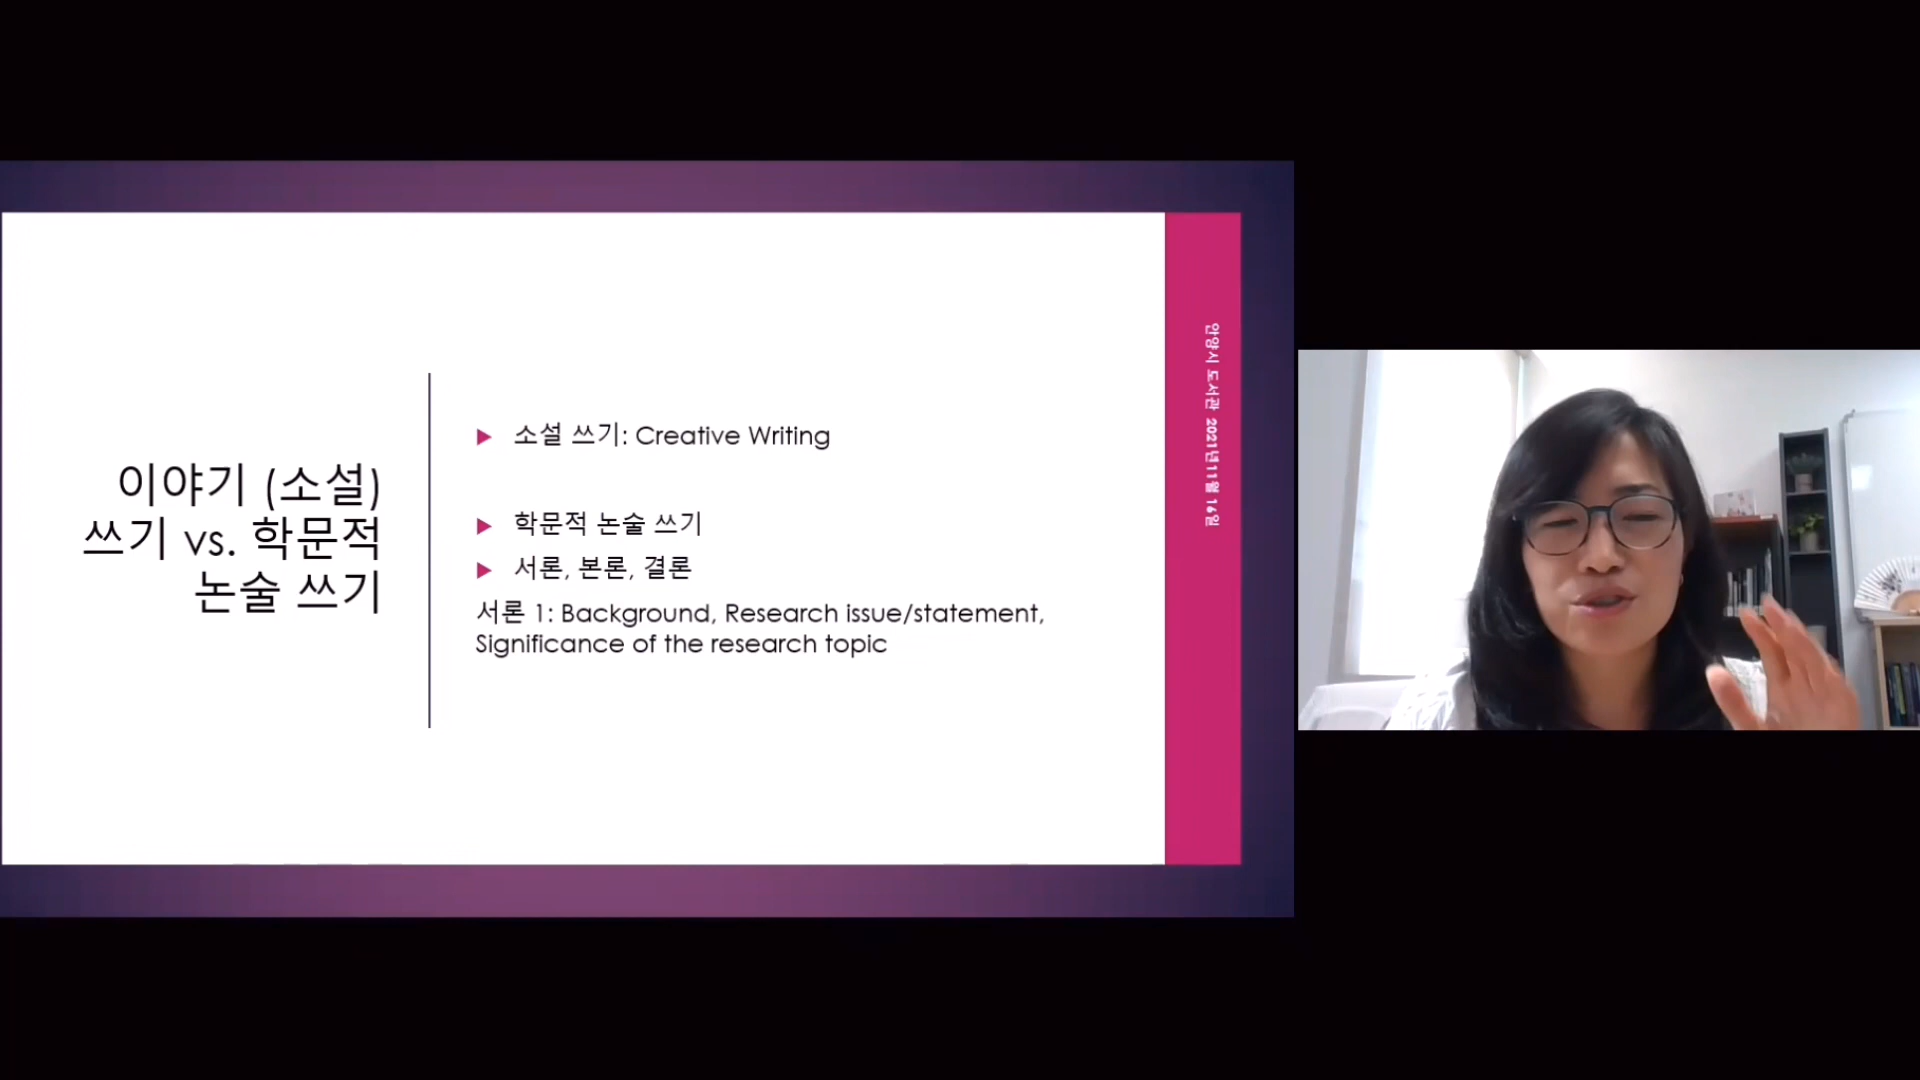 이야기 (소설)
쓰기 vs. 학문적
논술 쓰기
소설 쓰기: Creative Writing
학문적 논술 쓰기
서론, 본론, 결론
서론 1: Background, Research issue/statement,
Significance of the research topic
안양시 도서관 2021년11월 16일